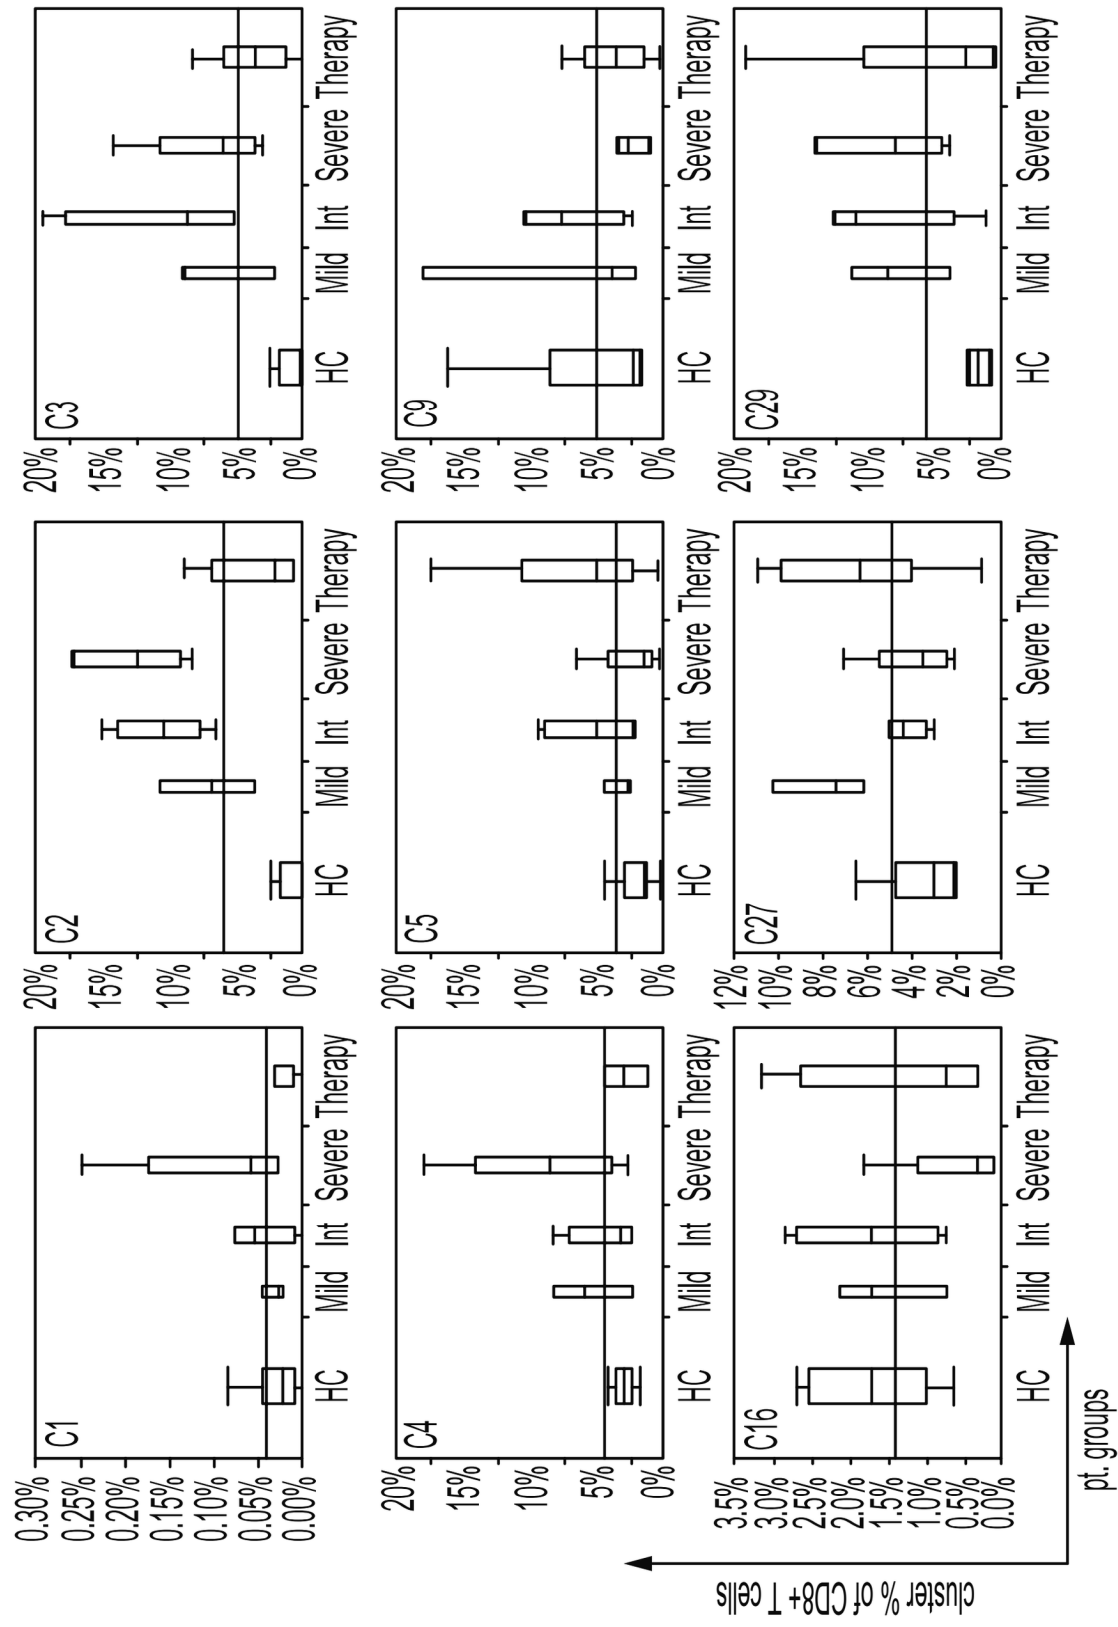 C1
0.30%
0.25%
0.20%
0.15%
0.10%
0.05%
0.00%
HC Mild Int Severe Therapy
C2
20%
15%
10%
5%
0%
HC Mild Int Severe Therapy
C3
20%
15%
10%
5%
0%
HC Mild Int Severe Therapy
C4
20%
15%
10%
5%
0%
HC Mild Int Severe Therapy
C5
20%
15%
10%
5%
0%
HC Mild Int Severe Therapy
C9
20%
15%
10%
5%
0%
HC Mild Int Severe Therapy
C16
3.5%
3.0%
2.5%
2.0%
1.5%
1.0%
0.5%
0.00%
HC Mild Int Severe Therapy
C27
12%
10%
8%
6%
4%
2%
0%
HC Mild Int Severe Therapy
C29
20%
15%
10%
5%
0%
HC Mild Int Severe Therapy
cluster % of CD8+ T cells
pt. groups